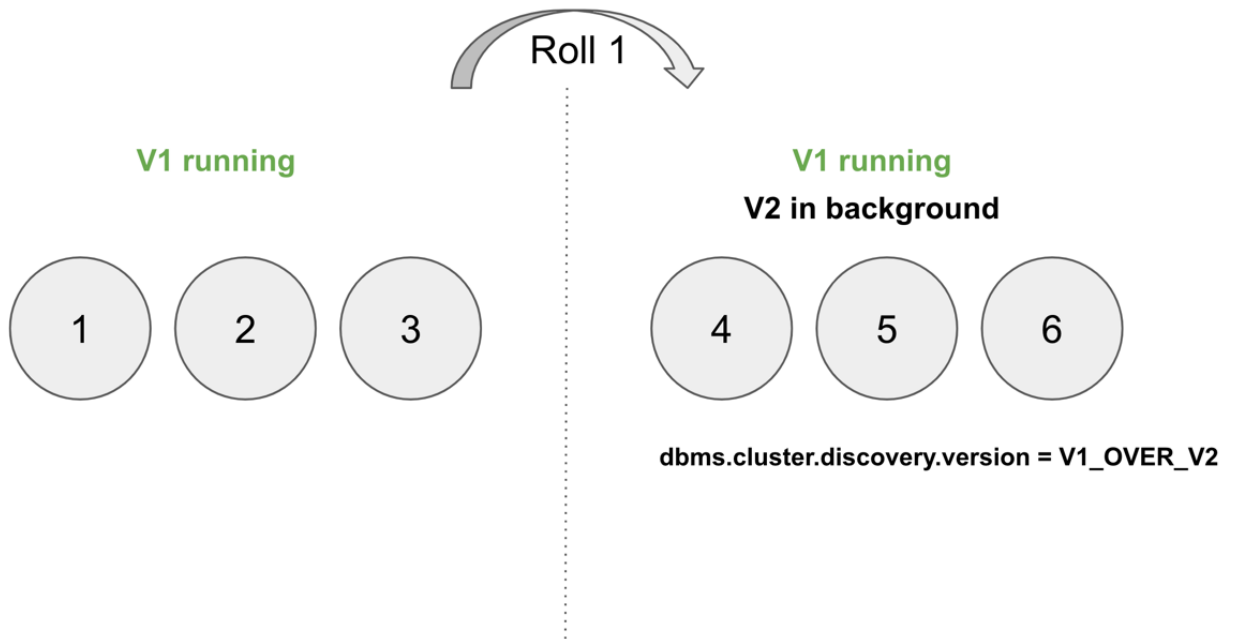 Roll 1
V1 running
V1 running
V2 in background
1 2 3
4 5 6
dbms.cluster.discovery.version = V1_OVER_V2